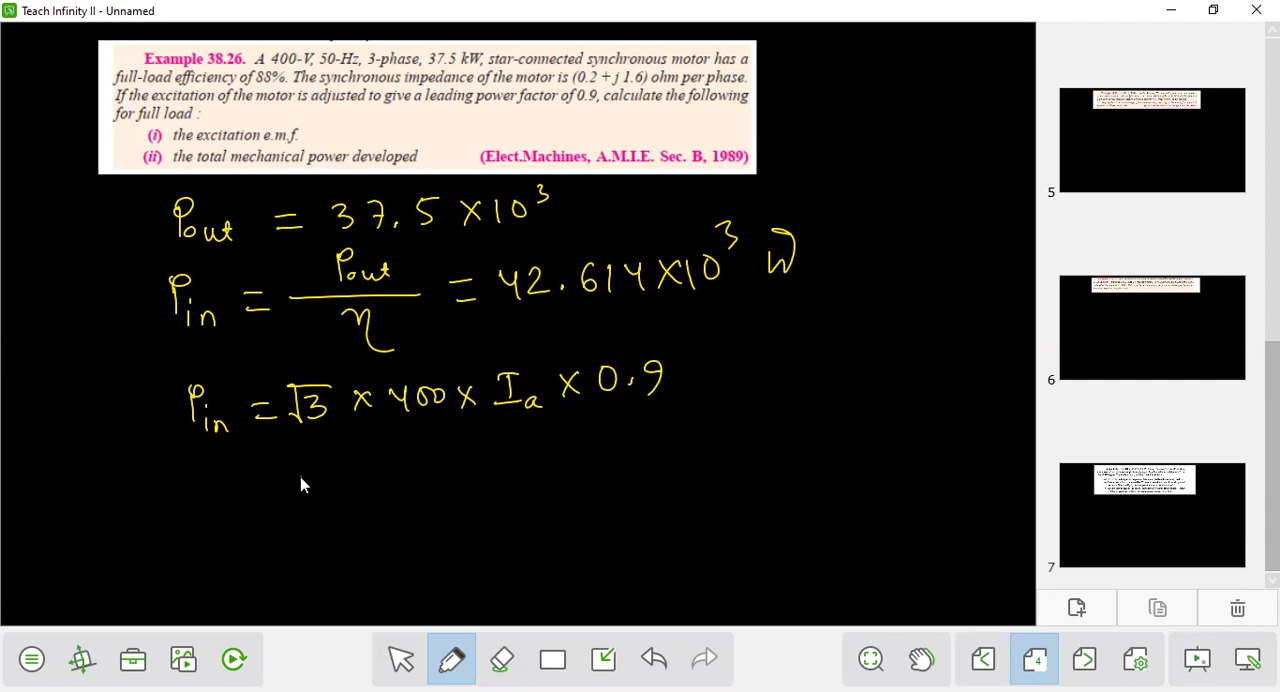 Teach Infinity II - Unnamed
Example 38.26. A 400-V, 50-Hz, 3-phase, 37.5 kW, star-connected synchronous motor has a
full-load efficiency of 88%. The synchronous impedance of the motor is (0.2 + j 1.6) ohm per phase.
If the excitation of the motor is adjusted to give a leading power factor of 0.9, calculate the following
for full load :
(i) the excitation e.m.f.
(ii) the total mechanical power developed (Elect.Machines, A.M.I.E. Sec. B, 1989)
Pout = 37.5 × 10³
Pin = Pout / η = 42.614 × 10³ W
Pin = √3 × 400 × Ia × 0.9
5
6
7
4